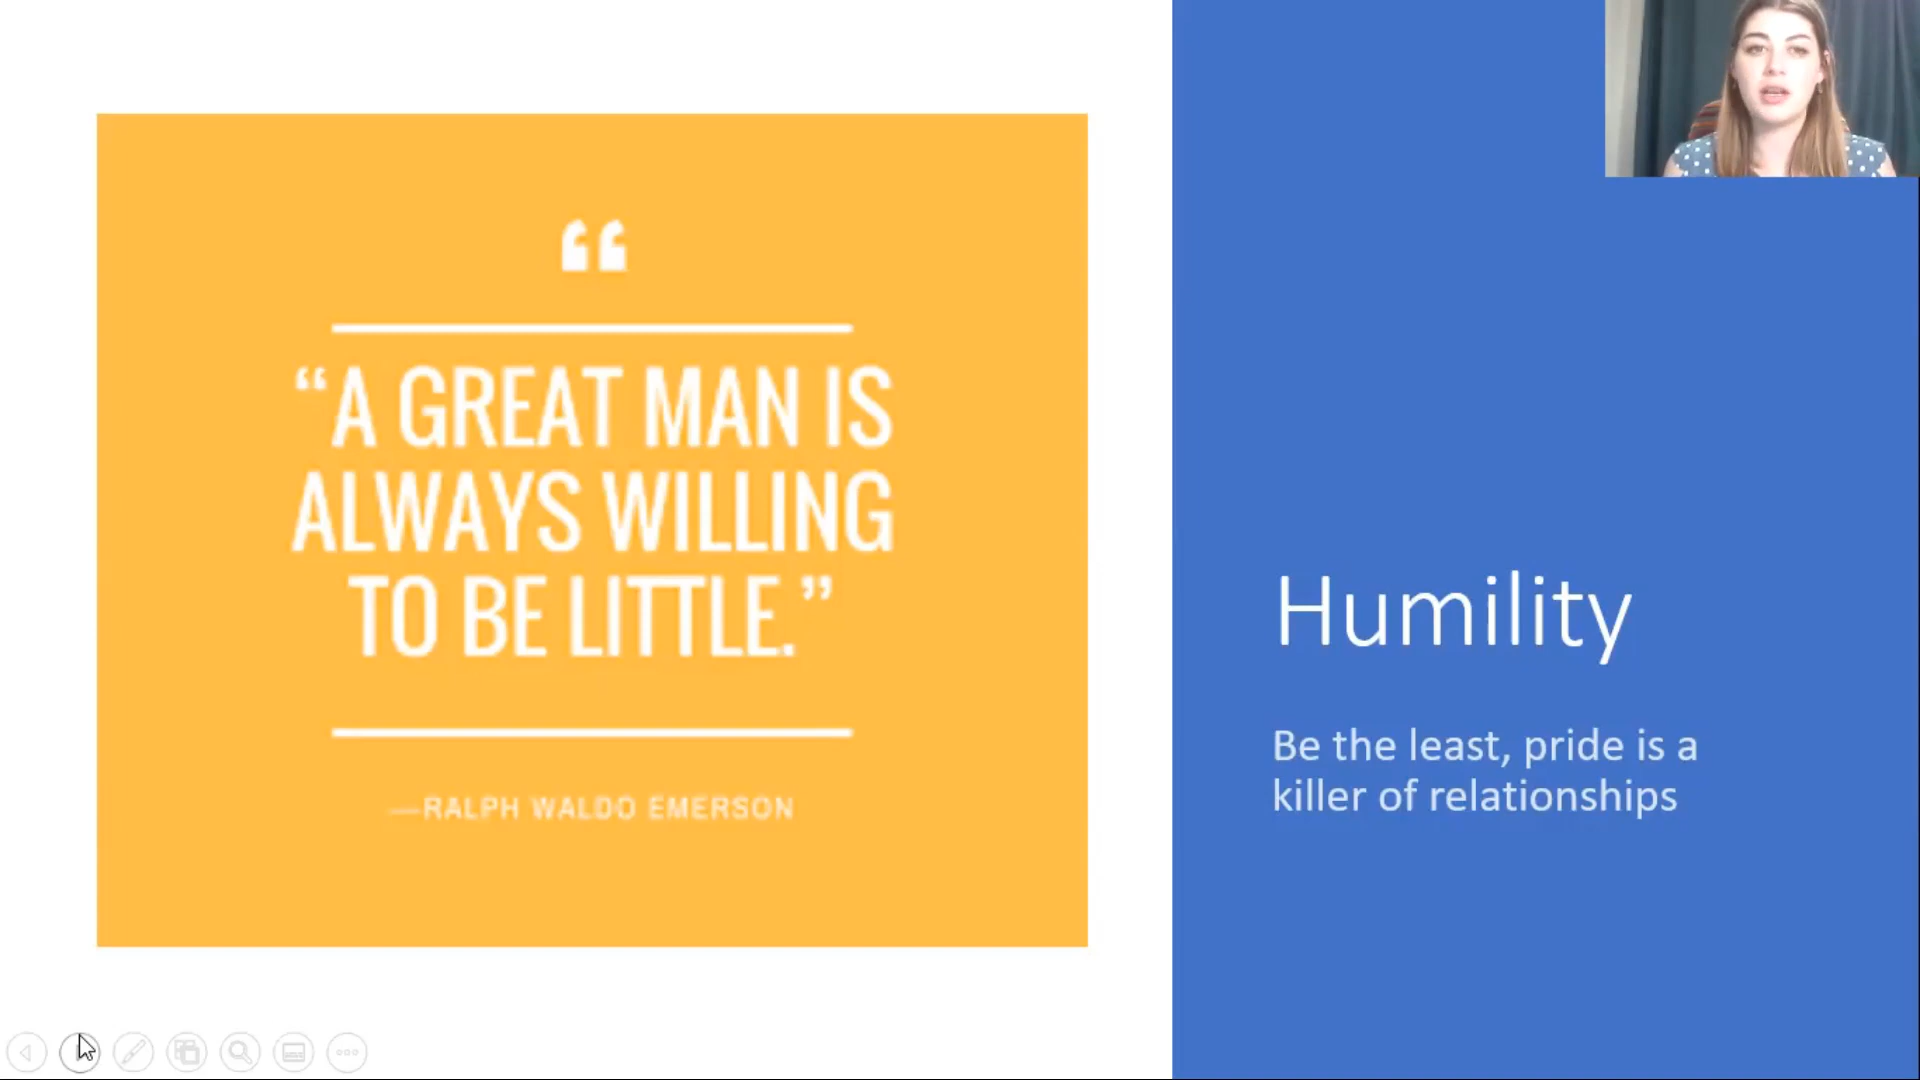 “
“A GREAT MAN IS
ALWAYS WILLING
TO BE LITTLE.”
—RALPH WALDO EMERSON
Humility
Be the least, pride is a
killer of relationships